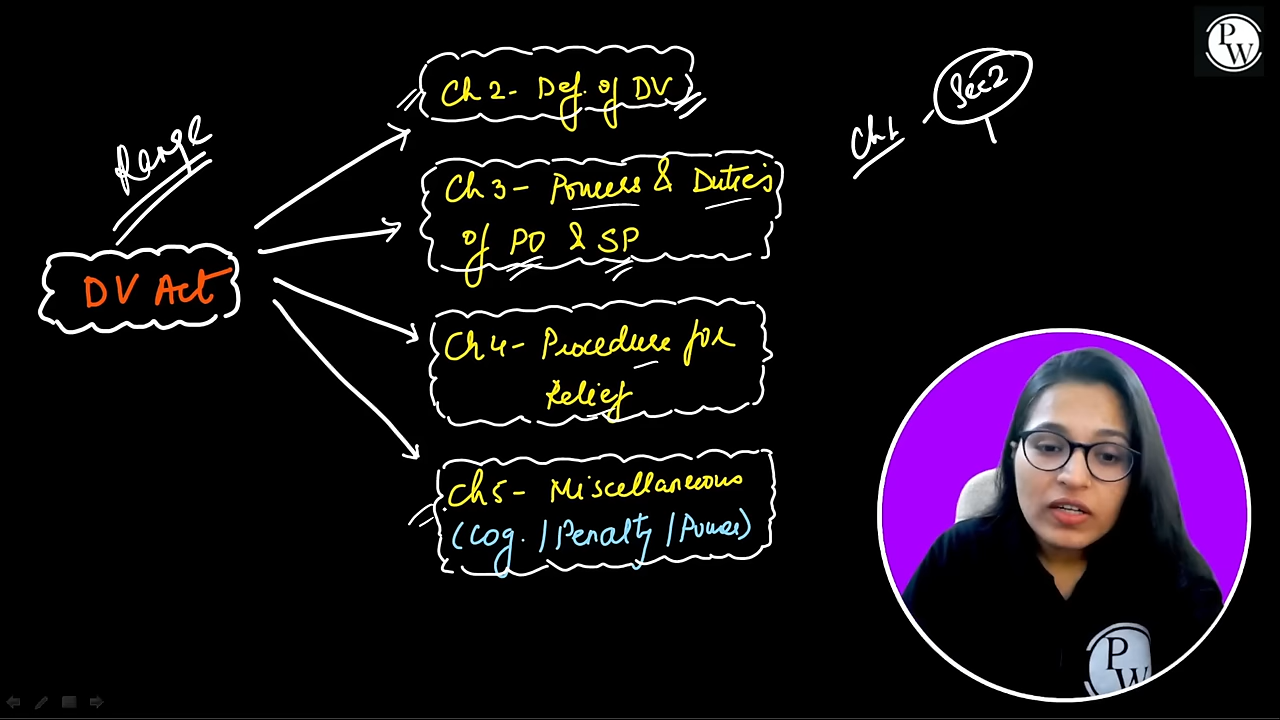 Range
DV Act
Ch 2 - Def. of DV
Ch 3 - Powers & Duties
of PO & SP
Ch 4 - Procedure for
Relief
Ch 5 - Miscellaneous
(Cog. / Penalty / Power)
Ch 1 - Sec 2
P
W
P
W